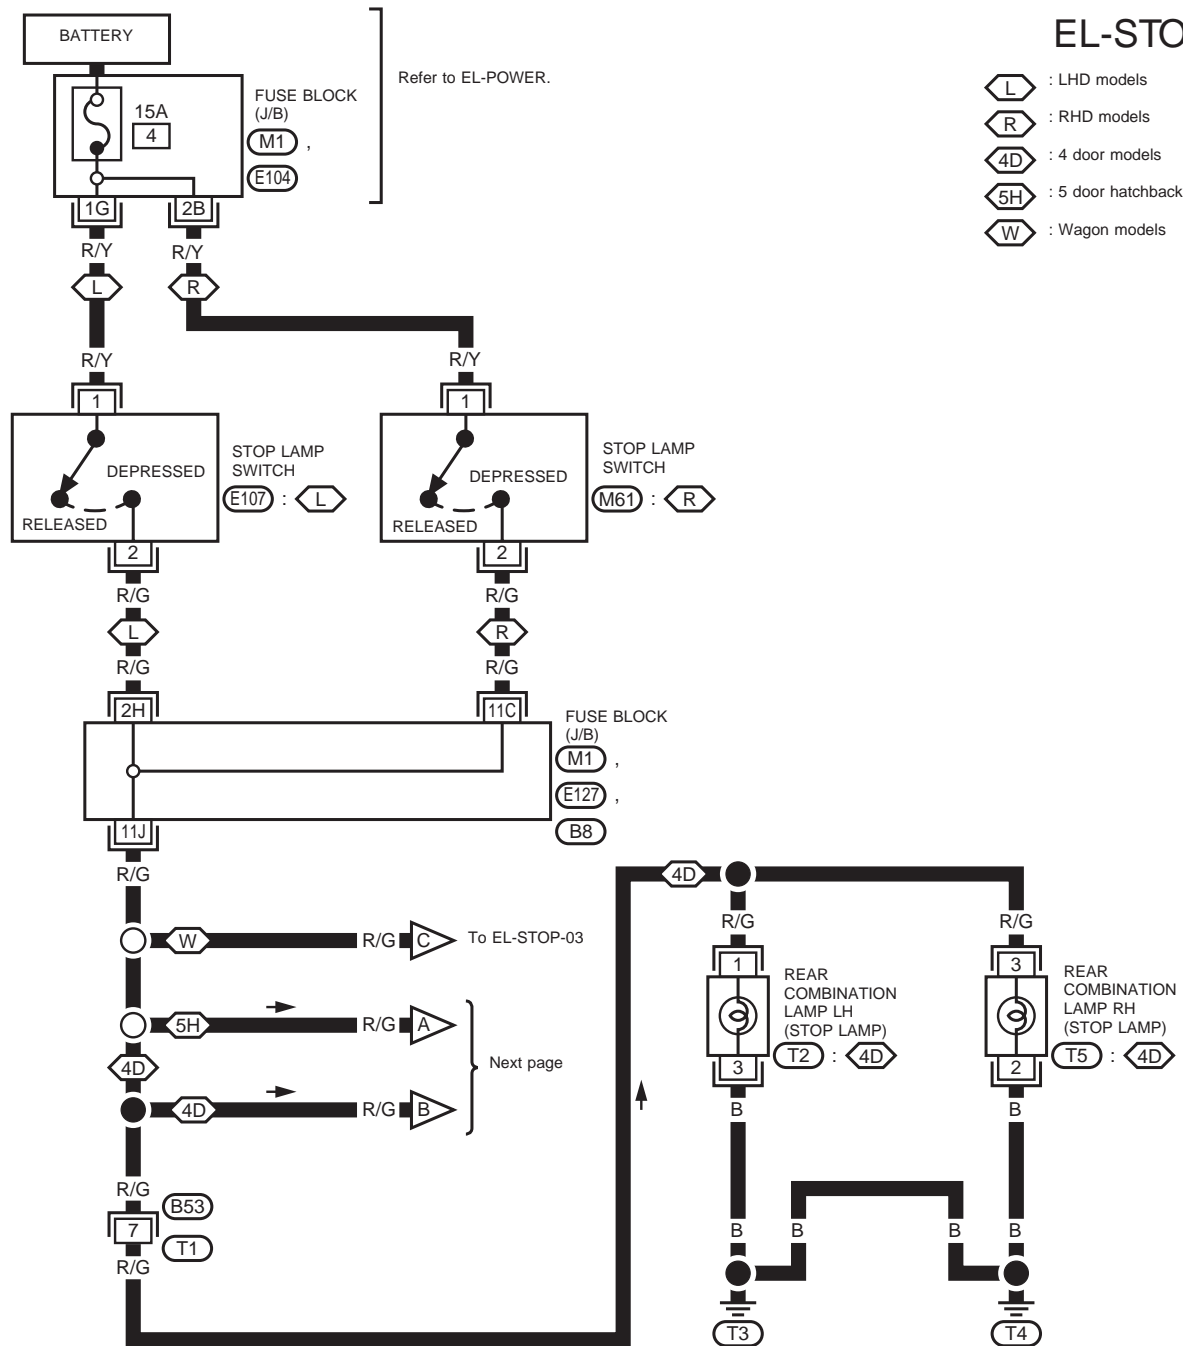 EL-STO
BATTERY
Refer to EL-POWER.
15A
4
FUSE BLOCK
(J/B)
M1 ,
E104
L : LHD models
R : RHD models
4D : 4 door models
5H : 5 door hatchback
W : Wagon models
1G
2B
R/Y
R/Y
L
R
R/Y
R/Y
1
1
DEPRESSED
RELEASED
STOP LAMP
SWITCH
E107 : L
DEPRESSED
RELEASED
STOP LAMP
SWITCH
M61 : R
2
2
R/G
R/G
L
R
R/G
R/G
2H
11C
FUSE BLOCK
(J/B)
M1 ,
E127 ,
B8
11J
R/G
W R/G C To EL-STOP-03
5H R/G A
Next page
4D
4D R/G B
R/G
B53
7
T1
R/G
4D
R/G
R/G
1
REAR
COMBINATION
LAMP LH
(STOP LAMP)
T2 : 4D
3
3
REAR
COMBINATION
LAMP RH
(STOP LAMP)
T5 : 4D
2
B
B
B
B
B
B
T3
T4